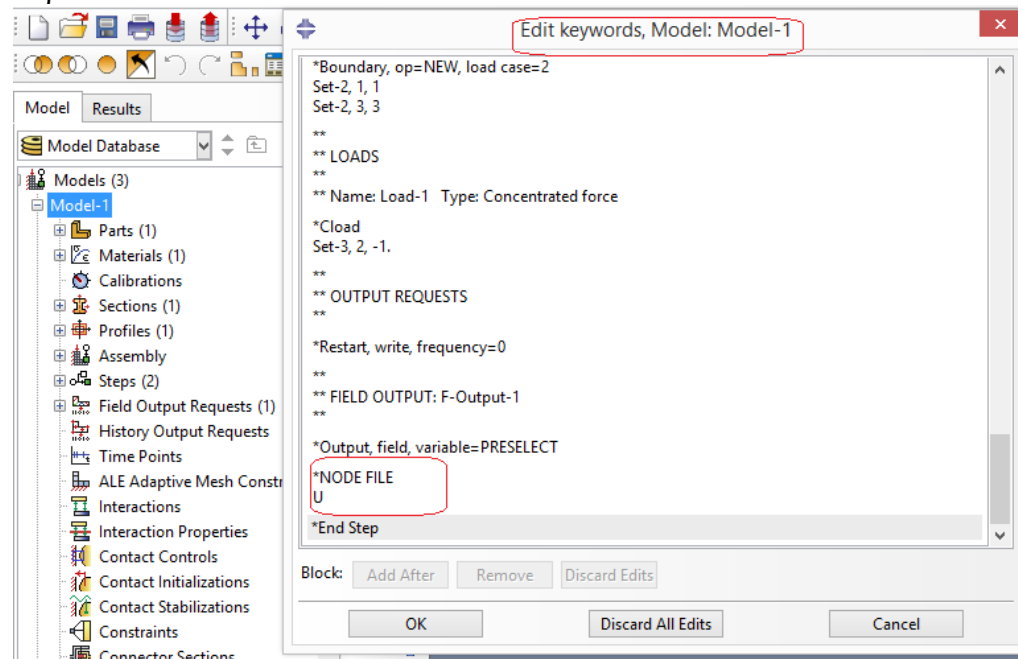 Edit keywords, Model: Model-1
Model Results
Model Database
Models (3)
Model-1
Parts (1)
Materials (1)
Calibrations
Sections (1)
Profiles (1)
Assembly
Steps (2)
Field Output Requests (1)
History Output Requests
Time Points
ALE Adaptive Mesh Constr
Interactions
Interaction Properties
Contact Controls
Contact Initializations
Contact Stabilizations
Constraints
Connector Sections
*Boundary, op=NEW, load case=2
Set-2, 1, 1
Set-2, 3, 3
**
** LOADS
**
** Name: Load-1 Type: Concentrated force
*Cload
Set-3, 2, -1.
**
** OUTPUT REQUESTS
**
*Restart, write, frequency=0
**
** FIELD OUTPUT: F-Output-1
**
*Output, field, variable=PRESELECT
*NODE FILE
U
*End Step
Block: Add After Remove Discard Edits
OK Discard All Edits Cancel